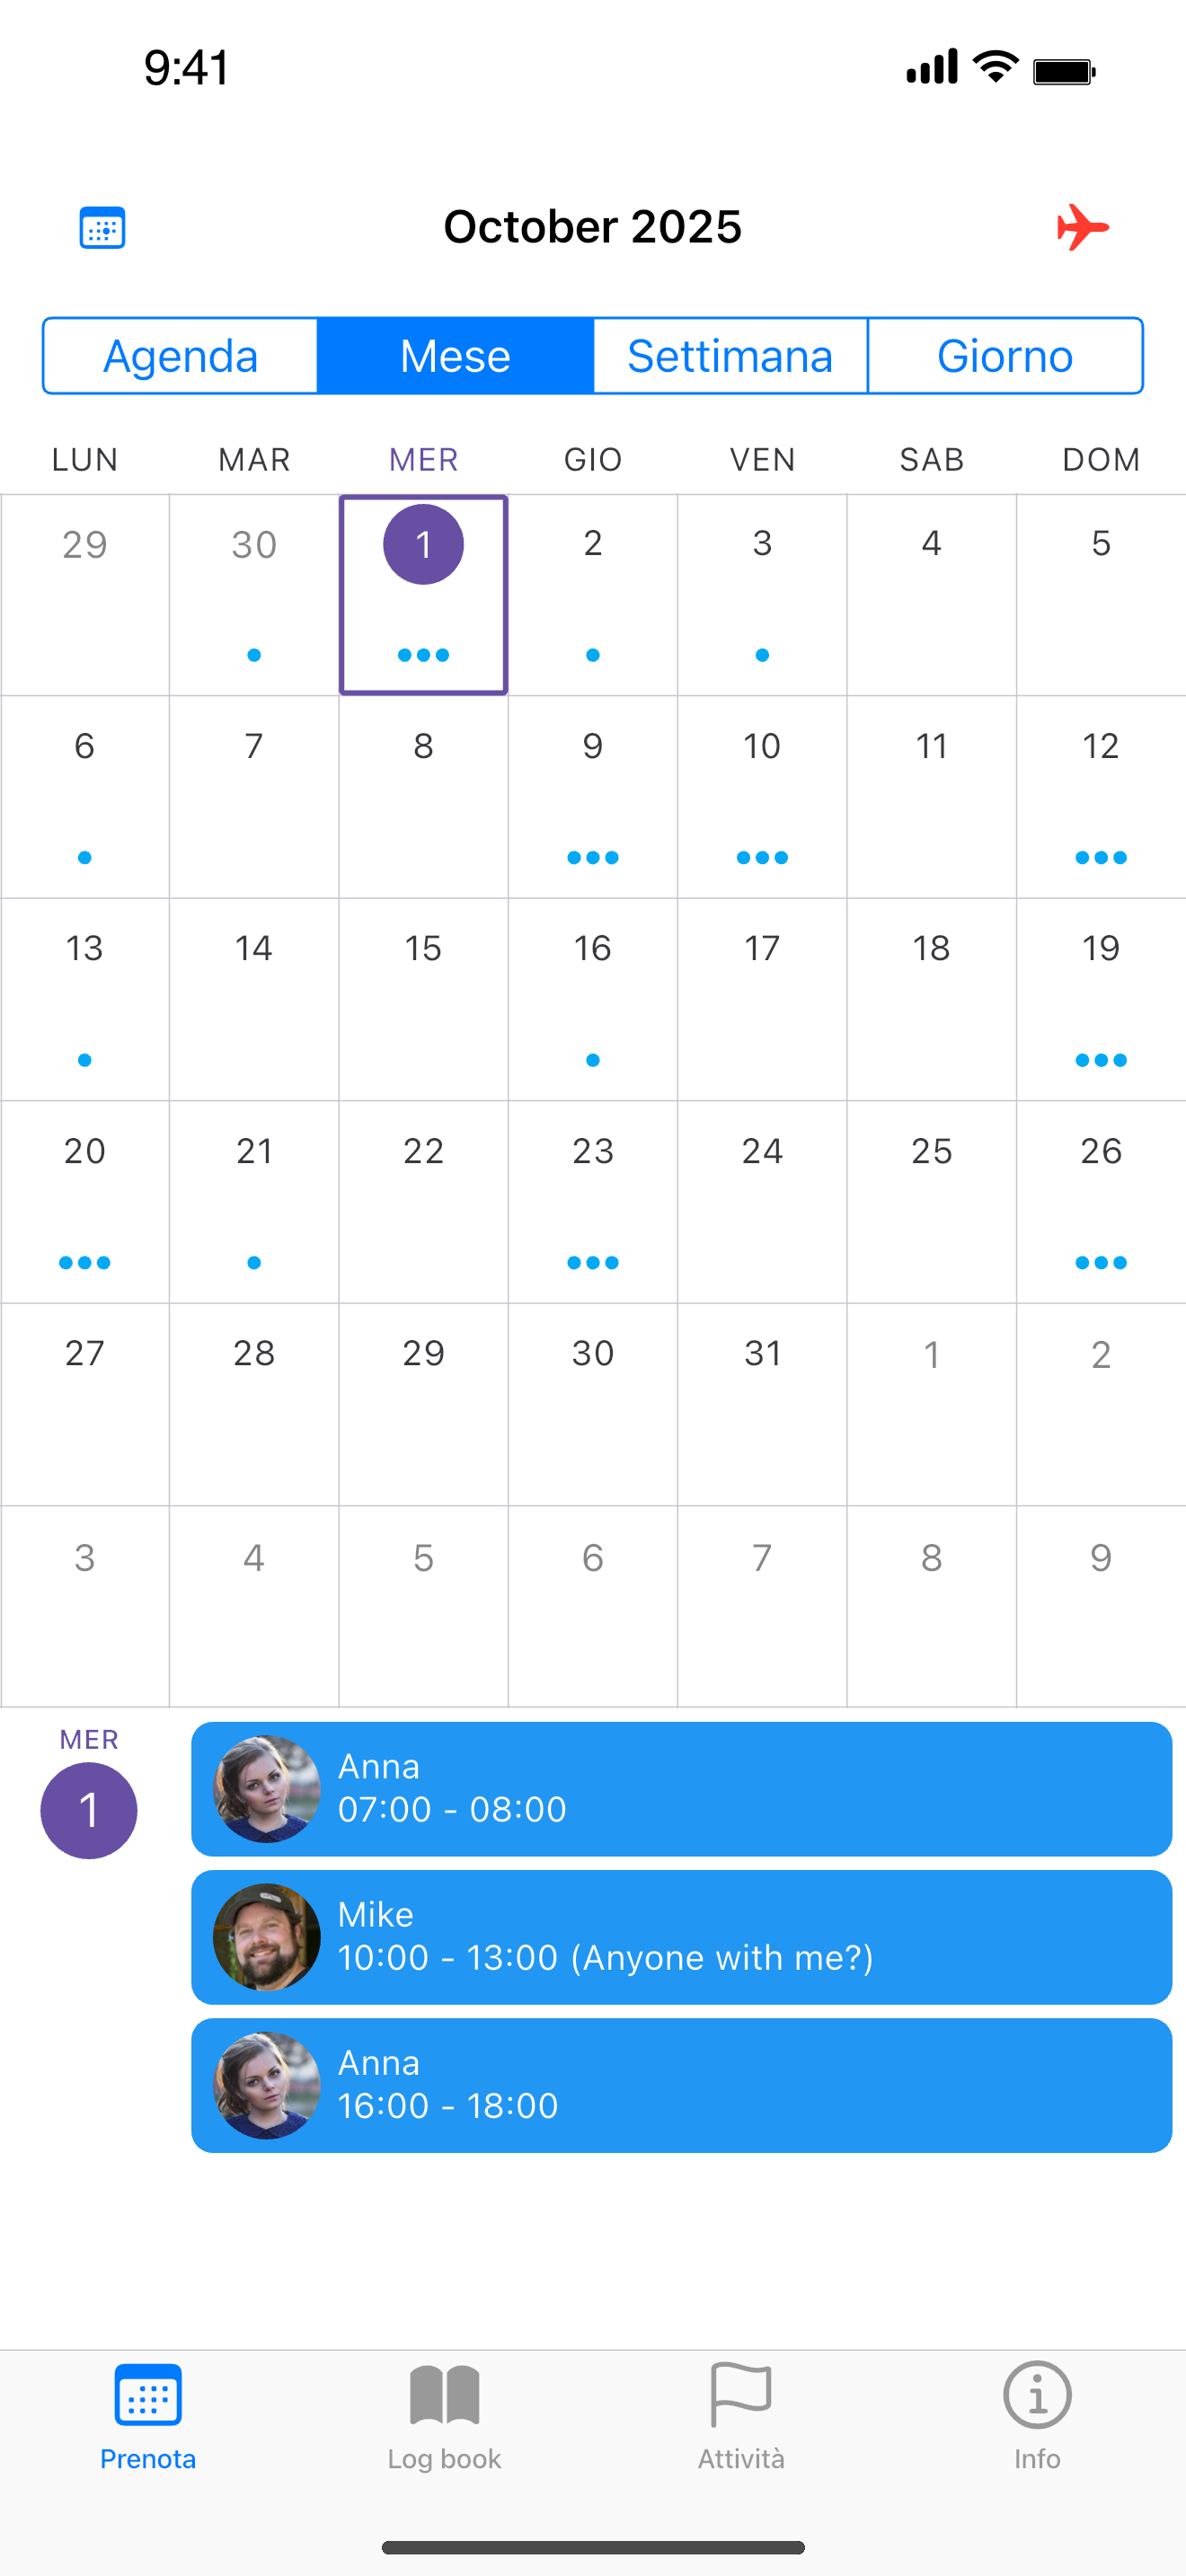 9:41
October 2025
Agenda Mese Settimana Giorno
LUN MAR MER GIO VEN SAB DOM
29 30 1 2 3 4 5
6 7 8 9 10 11 12
13 14 15 16 17 18 19
20 21 22 23 24 25 26
27 28 29 30 31 1 2
3 4 5 6 7 8 9
MER
1
Anna
07:00 - 08:00
Mike
10:00 - 13:00 (Anyone with me?)
Anna
16:00 - 18:00
Prenota Log book Attività Info